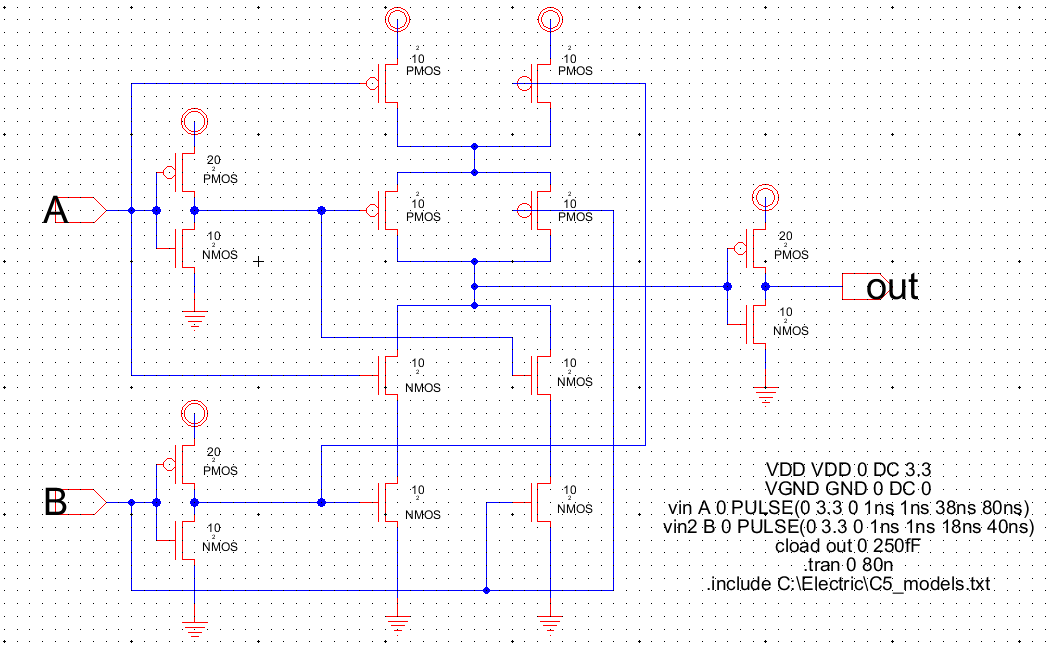 2
10
PMOS
2
10
PMOS
20
2
PMOS
A
10
2
NMOS
2
10
PMOS
2
10
PMOS
20
2
PMOS
out
10
2
NMOS
10
2
NMOS
10
2
NMOS
20
2
PMOS
B
10
2
NMOS
10
2
NMOS
10
2
NMOS
VDD VDD 0 DC 3.3
VGND GND 0 DC 0
vin A 0 PULSE(0 3.3 0 1ns 1ns 38ns 80ns)
vin2 B 0 PULSE(0 3.3 0 1ns 1ns 18ns 40ns)
cload out 0 250fF
.tran 0 80n
.include C:\Electric\C5_models.txt